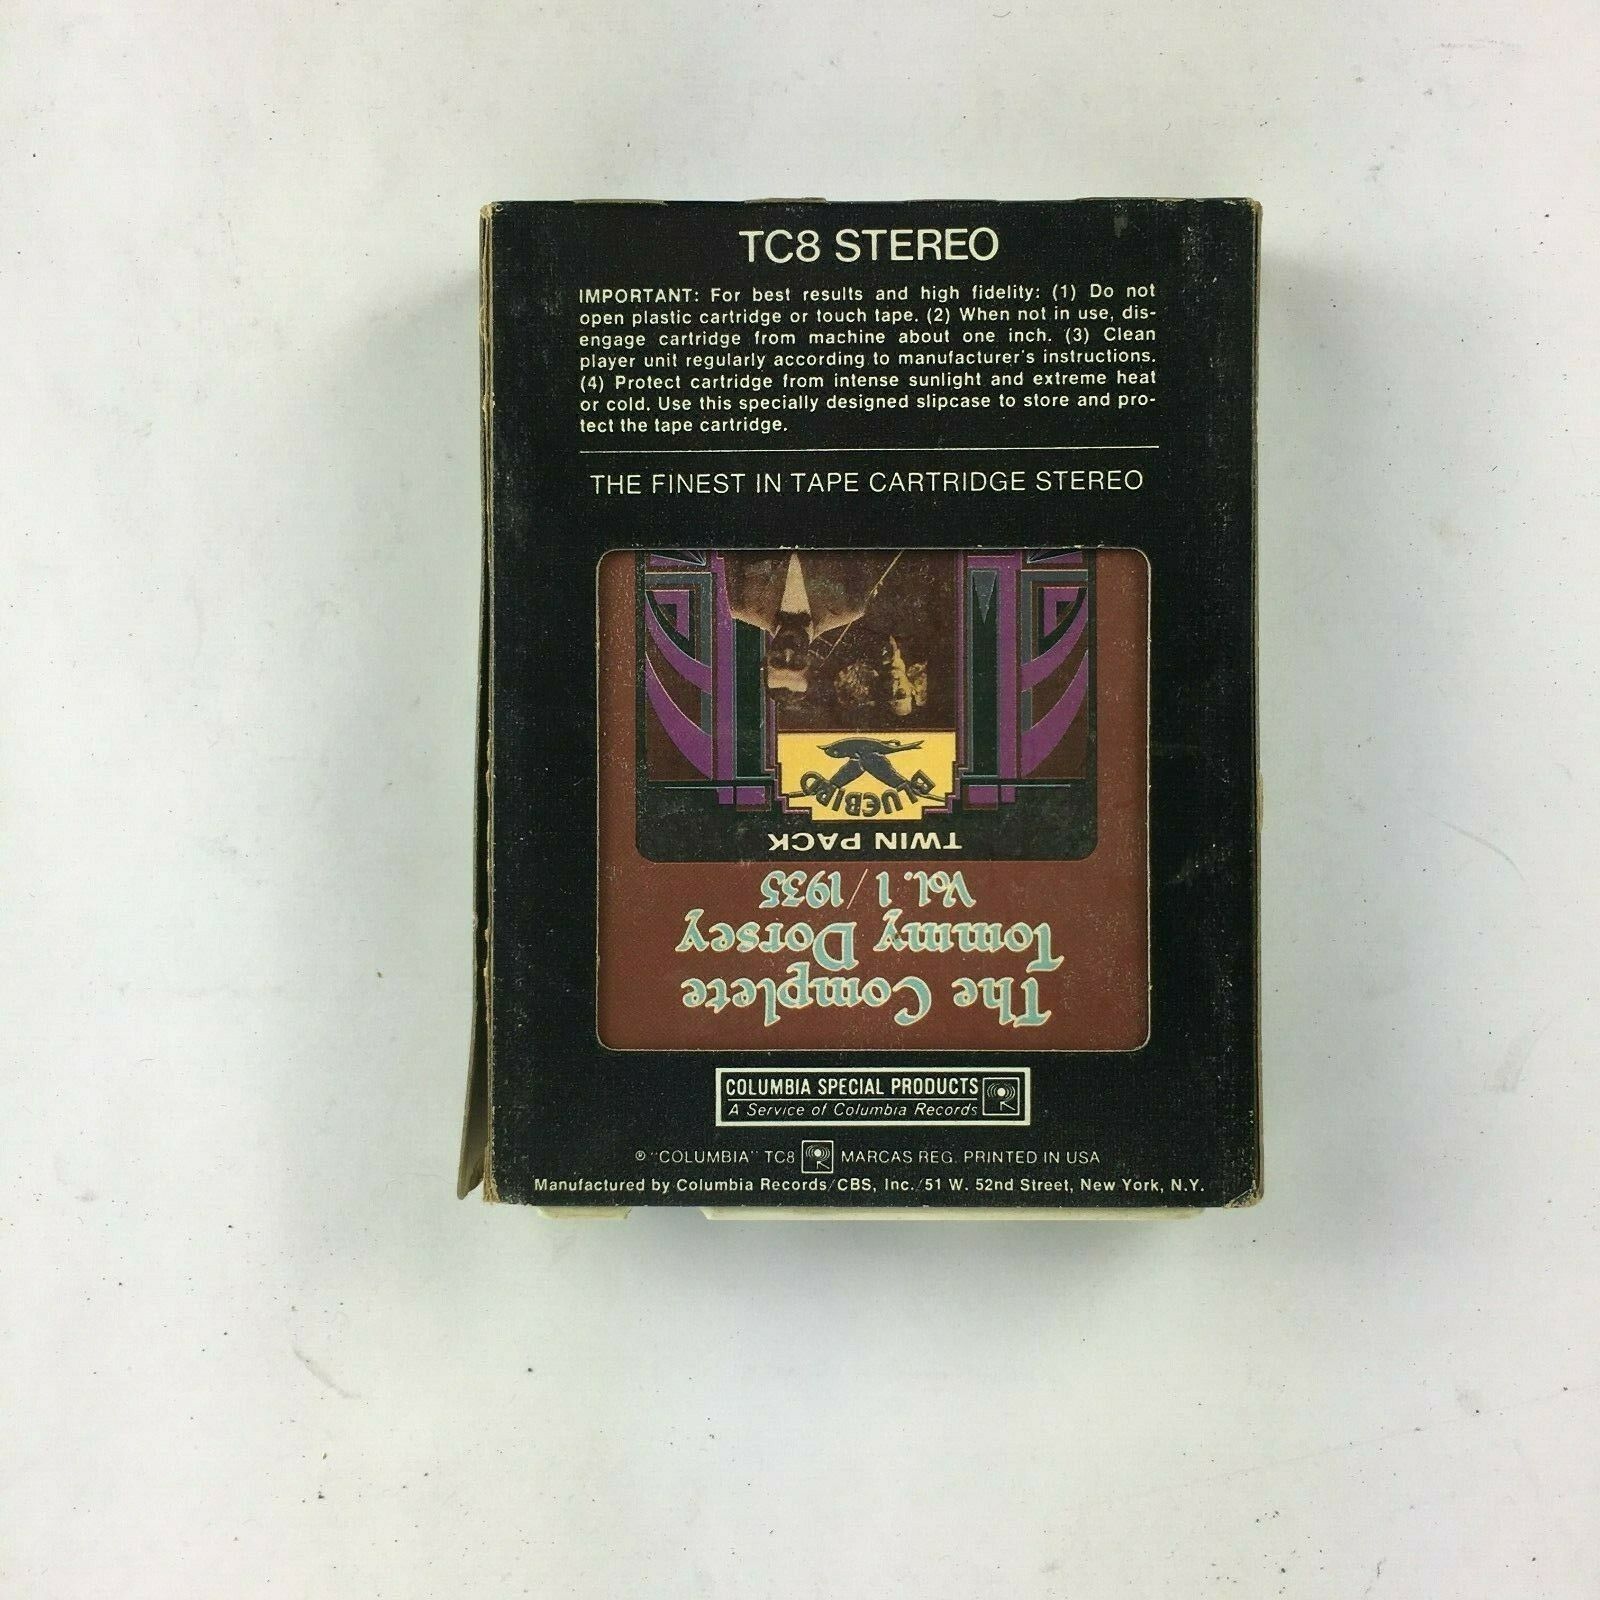 TC8 STEREO
IMPORTANT: For best results and high fidelity: (1) Do not
open plastic cartridge or touch tape. (2) When not in use, dis-
engage cartridge from machine about one inch. (3) Clean
player unit regularly according to manufacturer's instructions.
(4) Protect cartridge from intense sunlight and extreme heat
or cold. Use this specially designed slipcase to store and pro-
tect the tape cartridge.
THE FINEST IN TAPE CARTRIDGE STEREO
The Complete
Tommy Dorsey
Vol. 1 / 1935
TWIN PACK
BLUEBIRD
COLUMBIA SPECIAL PRODUCTS
A Service of Columbia Records
® "COLUMBIA" TC8 MARCAS REG. PRINTED IN USA
Manufactured by Columbia Records/CBS, Inc./51 W. 52nd Street, New York, N.Y.